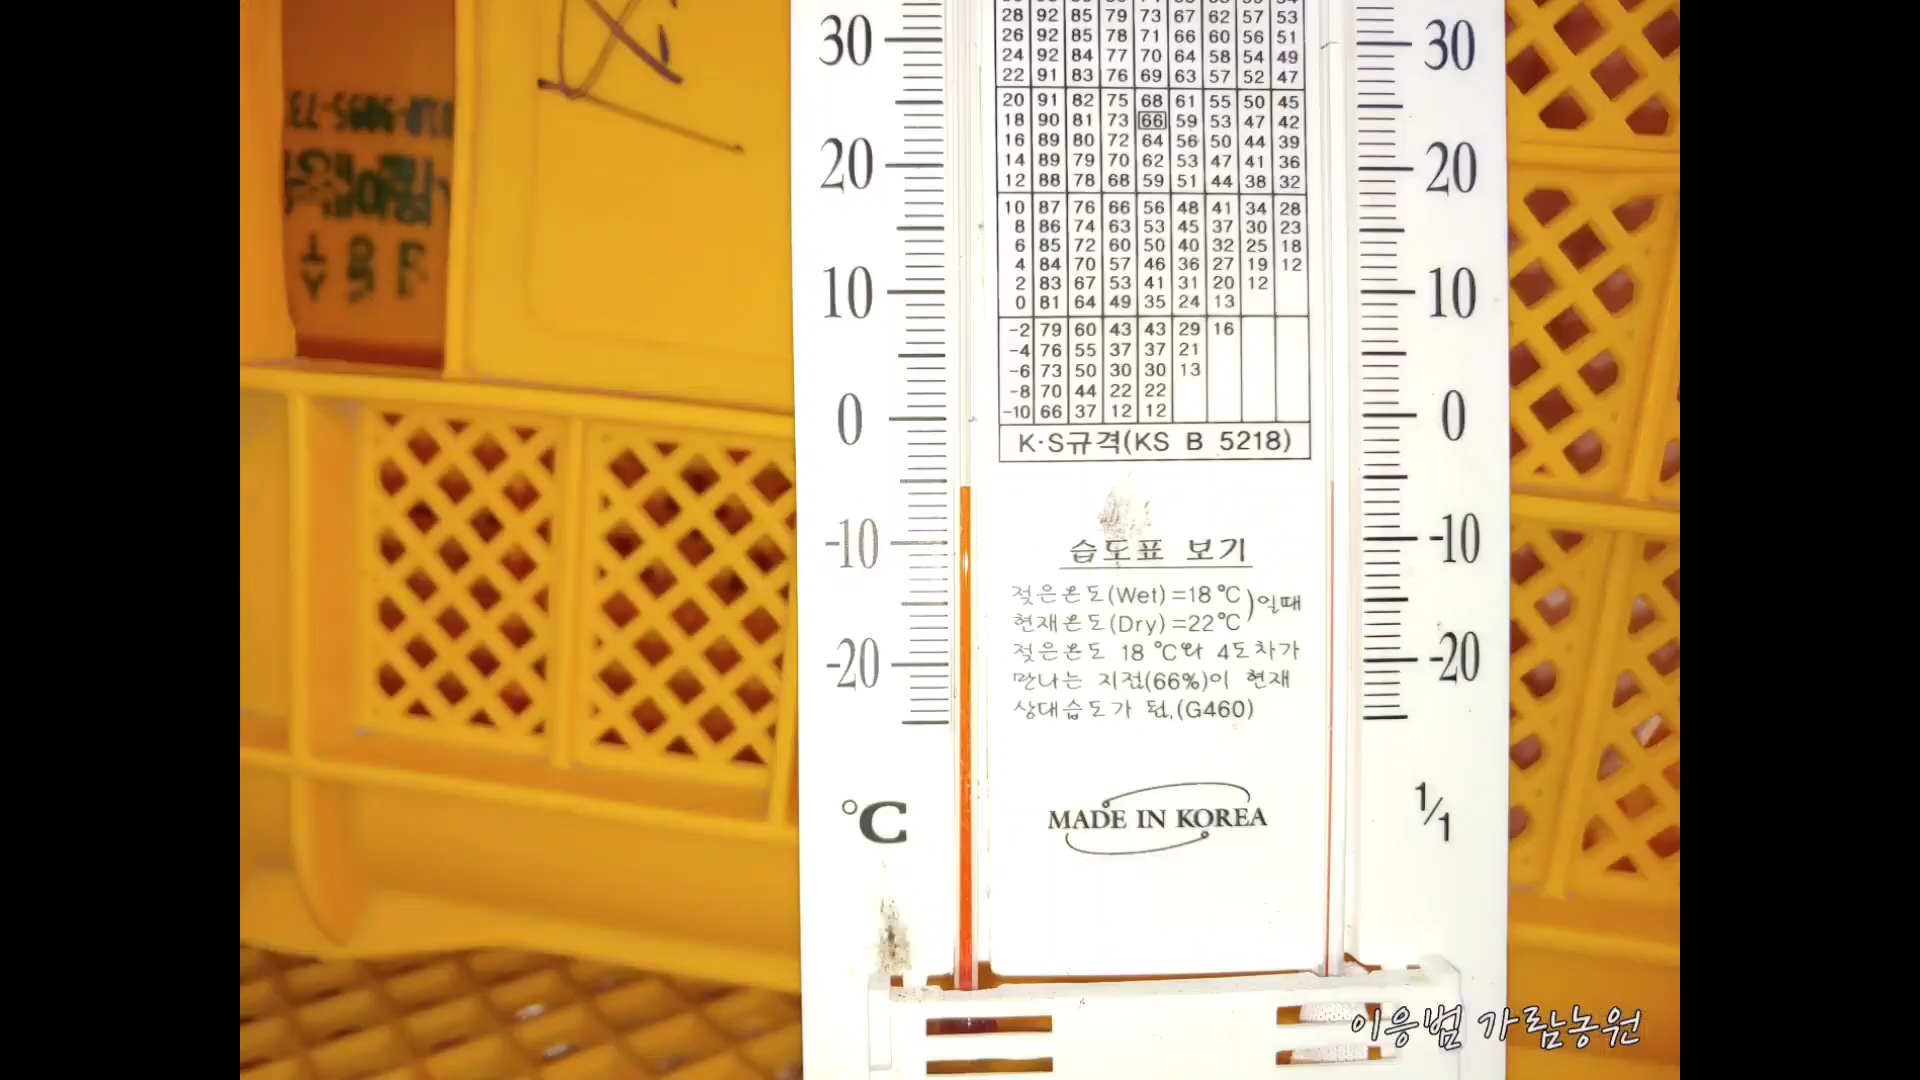 28 92 85 79 73 67 62 57 53
26 92 85 78 71 66 60 56 51
24 92 84 77 70 64 58 54 49
22 91 83 76 69 63 57 52 47
20 91 82 75 68 61 55 50 45
18 90 81 73 66 59 53 47 42
16 89 80 72 64 56 50 44 39
14 89 79 70 62 53 47 41 36
12 88 78 68 59 51 44 38 32
10 87 76 66 56 48 41 34 28
8 86 74 63 53 45 37 30 23
6 85 72 60 50 40 32 25 18
4 84 70 57 46 36 27 19 12
2 83 67 53 41 31 20 12
0 81 64 49 35 24 13
-2 79 60 43 43 29 16
-4 76 55 37 37 21
-6 73 50 30 30 13
-8 70 44 22 22
-10 66 37 12 12
K·S규격(KS B 5218)
30 30
20 20
10 10
0 0
-10 -10
-20 -20
습도표 보기
젖은온도(Wet)=18℃)일때
현재온도(Dry)=22℃
젖은온도 18℃와 4도차가
만나는 지점(66%)이 현재
상대습도가 됨.(G460)
°C 1/1
MADE IN KOREA
이응범 가람농원